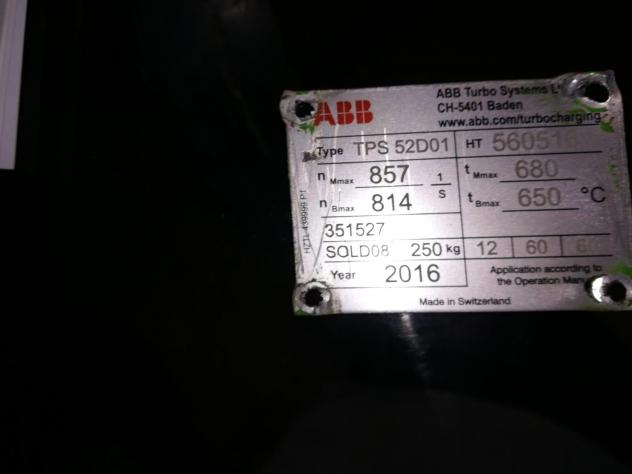 ABB
ABB Turbo Systems
CH-5401 Baden
www.abb.com/turbocharging
Type TPS 52D01 HT
n Mmax 857 1/S t Mmax 680
n Bmax 814 t Bmax 650 °C
351527
SOLD08 250 kg 12 60
Year 2016 Application according to
the Operation
Made in Switzerland